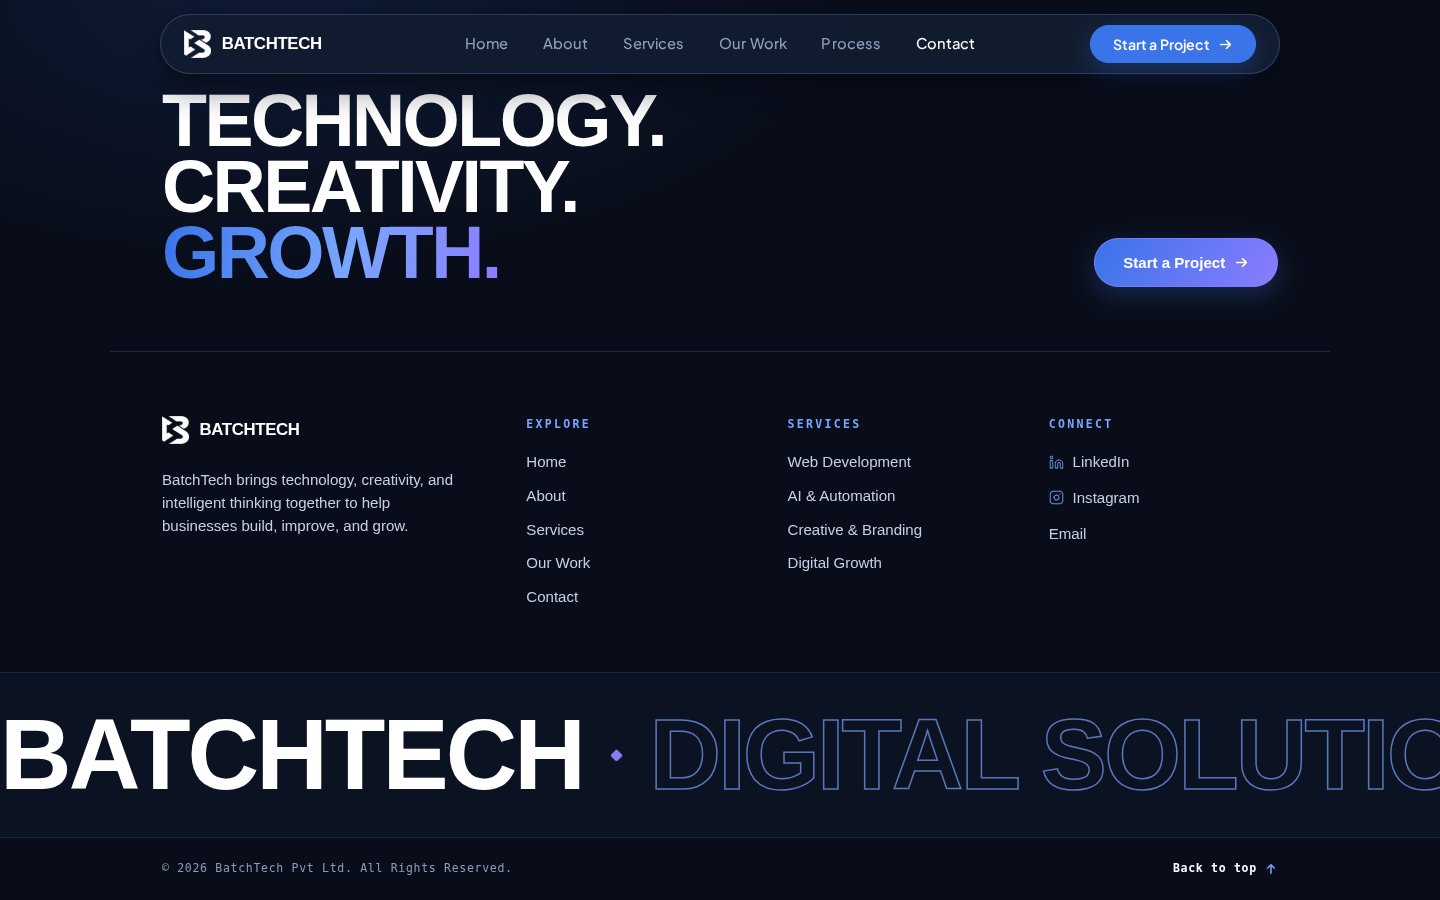 BATCHTECH
Home
About
Services
Our Work
Process
Contact
Start a Project
TECHNOLOGY.
CREATIVITY.
GROWTH.
Start a Project
BATCHTECH
BatchTech brings technology, creativity, and
intelligent thinking together to help
businesses build, improve, and grow.
EXPLORE
Home
About
Services
Our Work
Contact
SERVICES
Web Development
AI & Automation
Creative & Branding
Digital Growth
CONNECT
LinkedIn
Instagram
Email
BATCHTECH DIGITAL SOLUTIO
© 2026 BatchTech Pvt Ltd. All Rights Reserved.
Back to top